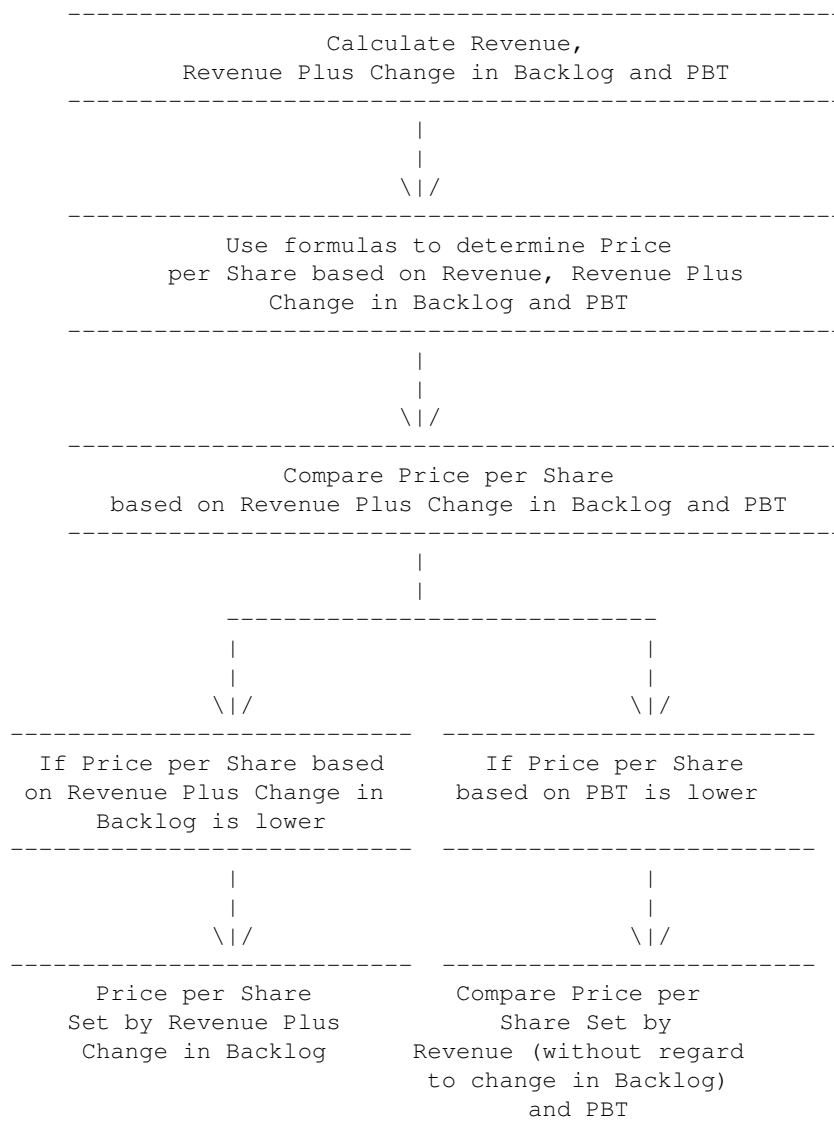 Calculate Revenue,
Revenue Plus Change in Backlog and PBT
Use formulas to determine Price
per Share based on Revenue, Revenue Plus
Change in Backlog and PBT
Compare Price per Share
based on Revenue Plus Change in Backlog and PBT
If Price per Share based
on Revenue Plus Change in
Backlog is lower
If Price per Share
based on PBT is lower
Price per Share
Set by Revenue Plus
Change in Backlog
Compare Price per
Share Set by
Revenue (without regard
to change in Backlog)
and PBT